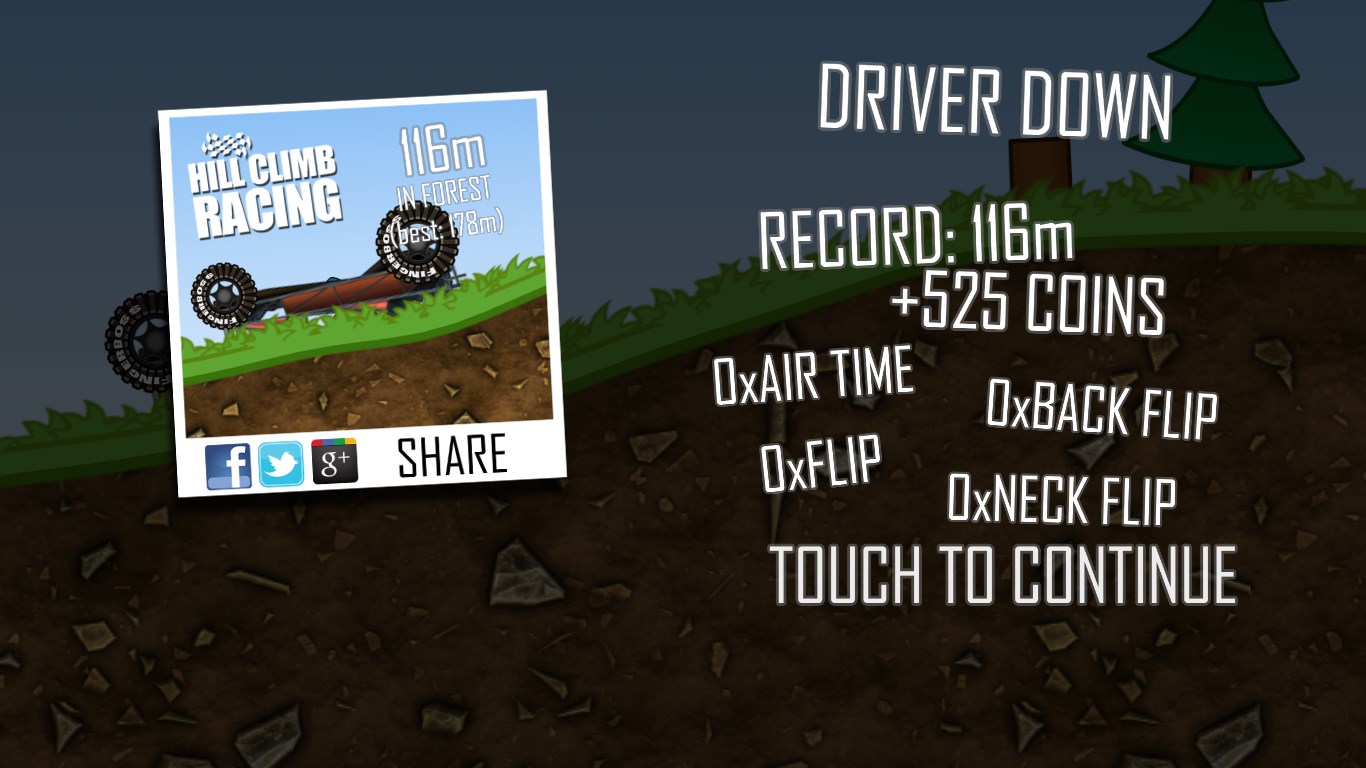 HILL CLIMB
RACING
116m
IN FOREST
(best: 178m)
FINGERSOFT
SHARE
DRIVER DOWN
RECORD: 116m
+525 COINS
0xAIR TIME
0xBACK FLIP
0xFLIP
0xNECK FLIP
TOUCH TO CONTINUE
f
g+